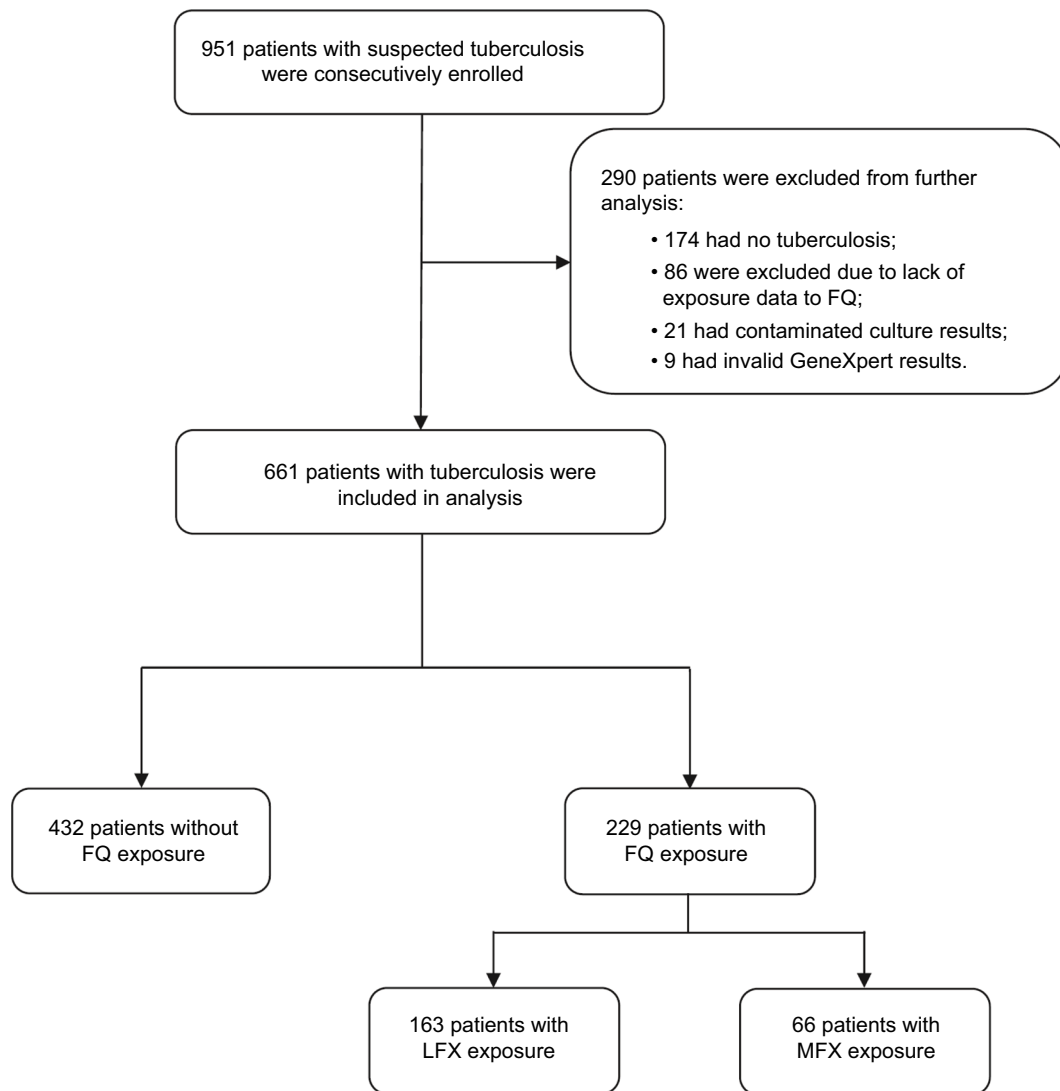 951 patients with suspected tuberculosis
were consecutively enrolled
290 patients were excluded from further
analysis:
• 174 had no tuberculosis;
• 86 were excluded due to lack of
exposure data to FQ;
• 21 had contaminated culture results;
• 9 had invalid GeneXpert results.
661 patients with tuberculosis were
included in analysis
432 patients without
FQ exposure
229 patients with
FQ exposure
163 patients with
LFX exposure
66 patients with
MFX exposure